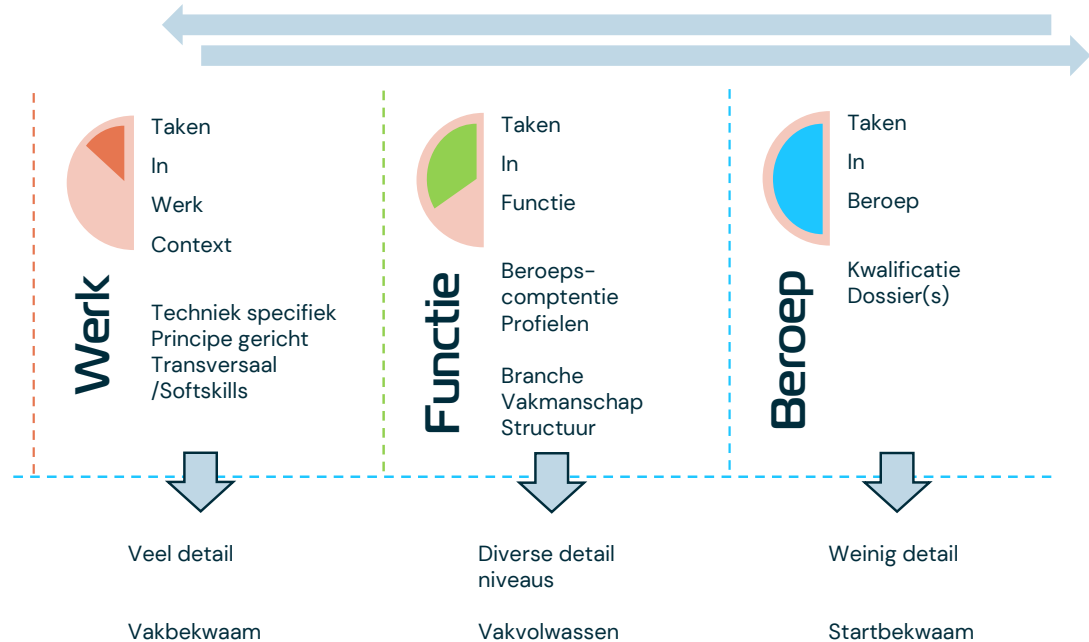 Taken
In
Werk
Context
Werk
Techniek specifiek
Principe gericht
Transversaal
/Softskills
Veel detail
Vakbekwaam
Taken
In
Functie
Functie
Beroeps-
comptentie
Profielen
Branche
Vakmanschap
Structuur
Diverse detail
niveaus
Vakvolwassen
Taken
In
Beroep
Beroep
Kwalificatie
Dossier(s)
Weinig detail
Startbekwaam